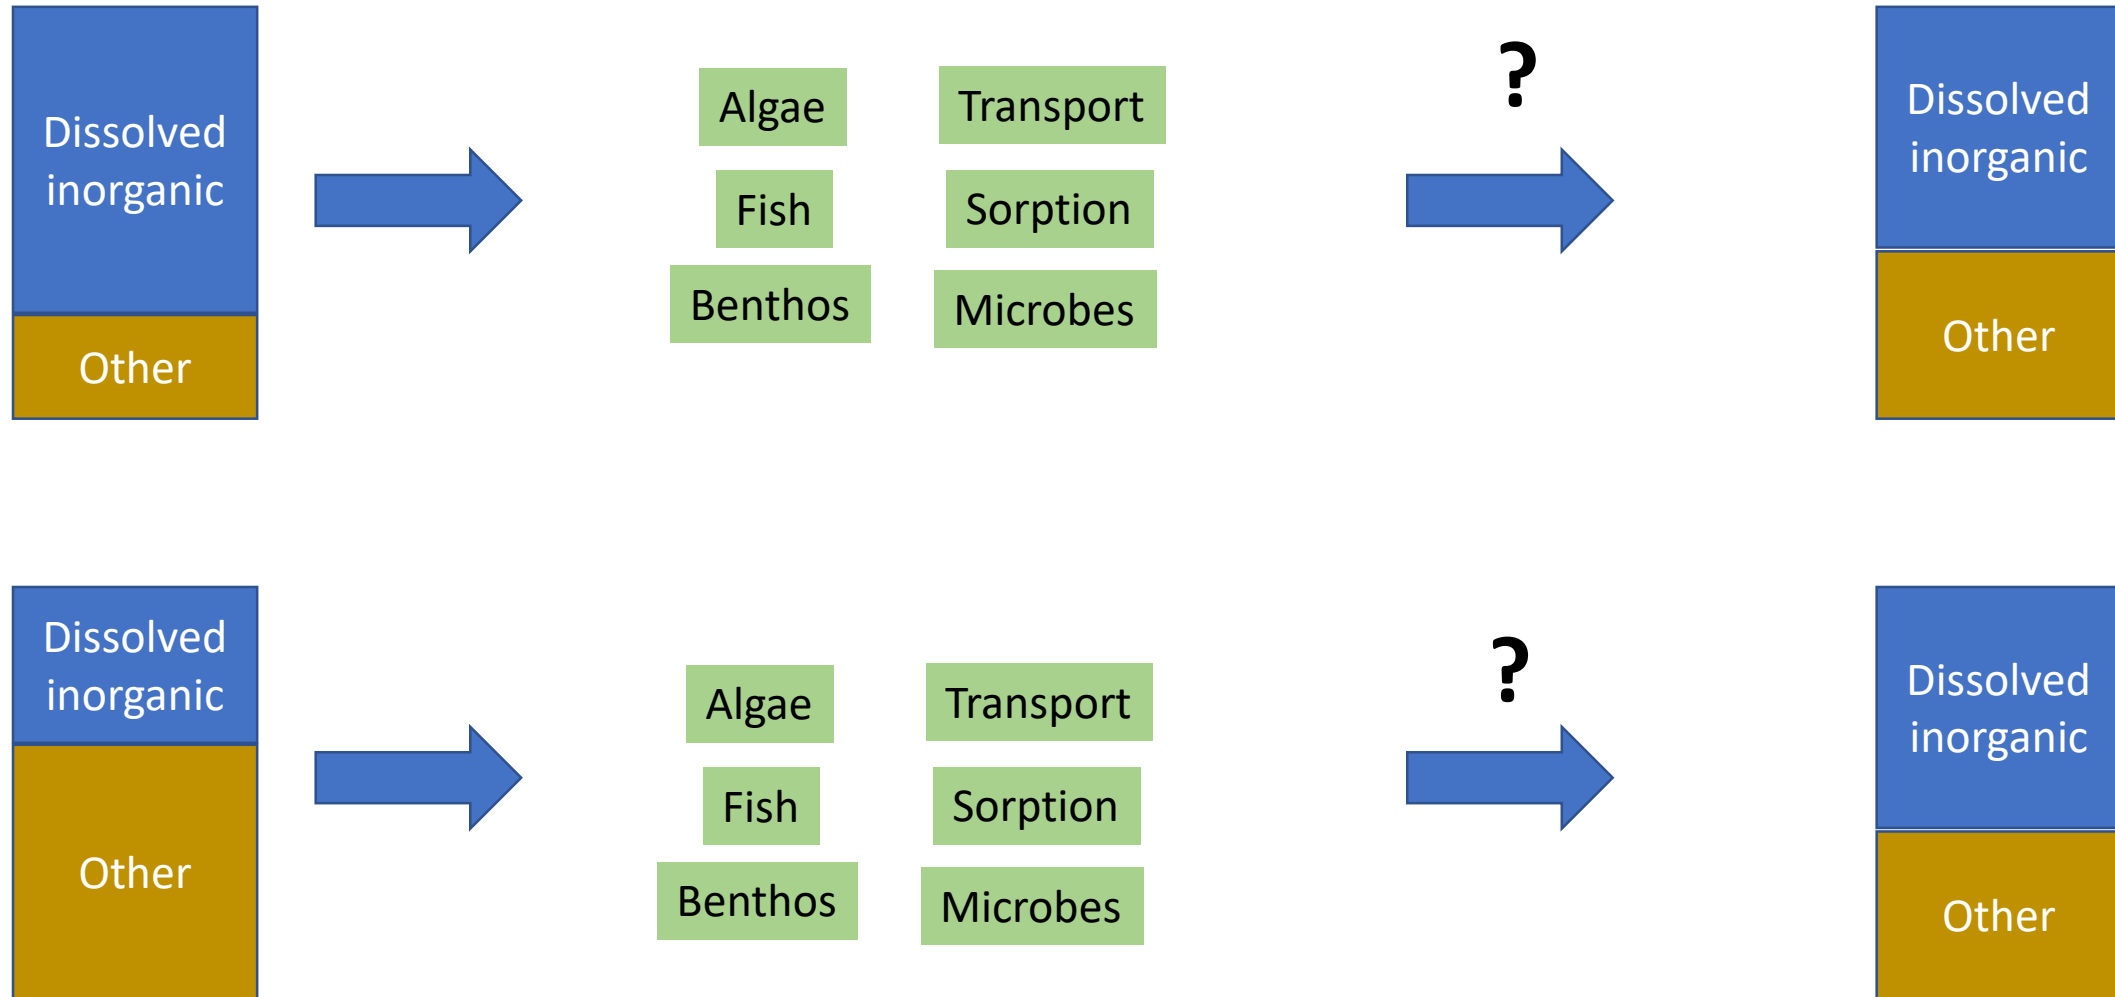 Dissolved
inorganic
Other
Algae
Transport
Fish
Sorption
Benthos
Microbes
?
Dissolved
inorganic
Other
Dissolved
inorganic
Other
Algae
Transport
Fish
Sorption
Benthos
Microbes
?
Dissolved
inorganic
Other